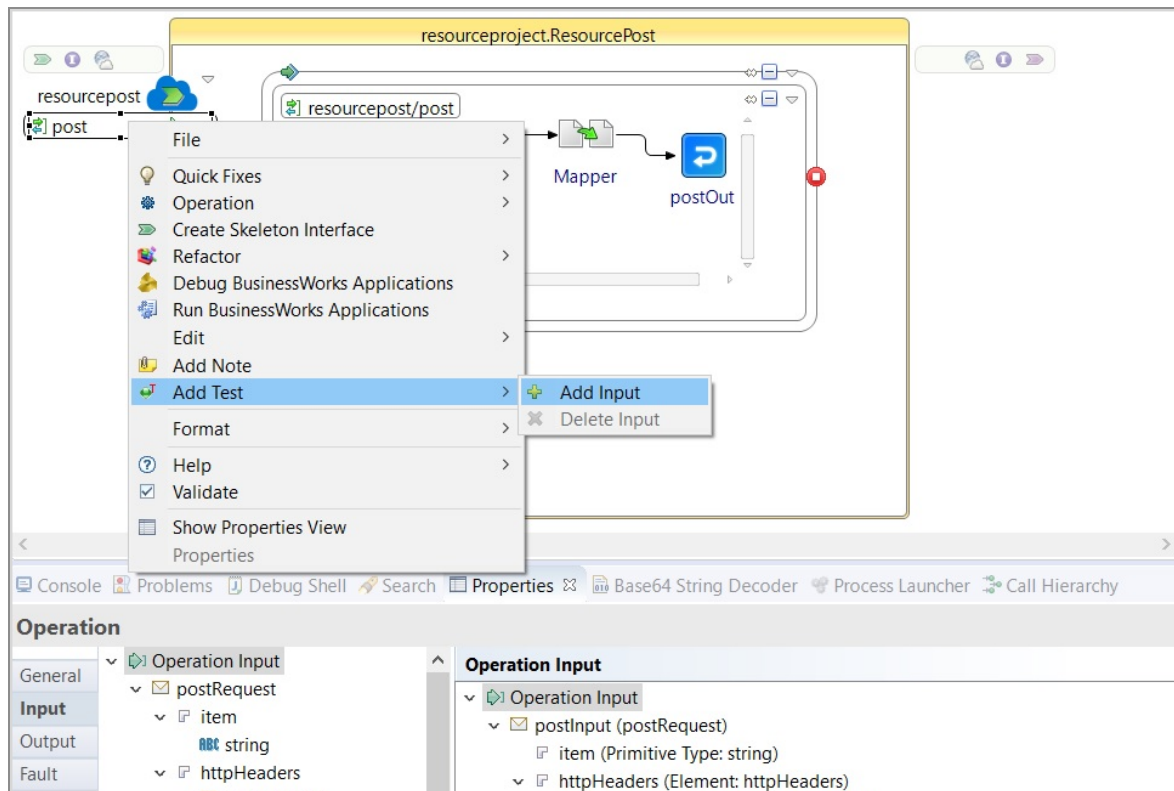 resourceproject.ResourcePost
resourcepost
post
resourcepost/post
Mapper
postOut
File
Quick Fixes
Operation
Create Skeleton Interface
Refactor
Debug BusinessWorks Applications
Run BusinessWorks Applications
Edit
Add Note
Add Test
Add Input
Delete Input
Format
Help
Validate
Show Properties View
Properties
Console Problems Debug Shell Search Properties Base64 String Decoder Process Launcher Call Hierarchy
Operation
General
Input
Output
Fault
Operation Input
postRequest
item
ABC string
httpHeaders
Operation Input
Operation Input
postInput (postRequest)
item (Primitive Type: string)
httpHeaders (Element: httpHeaders)